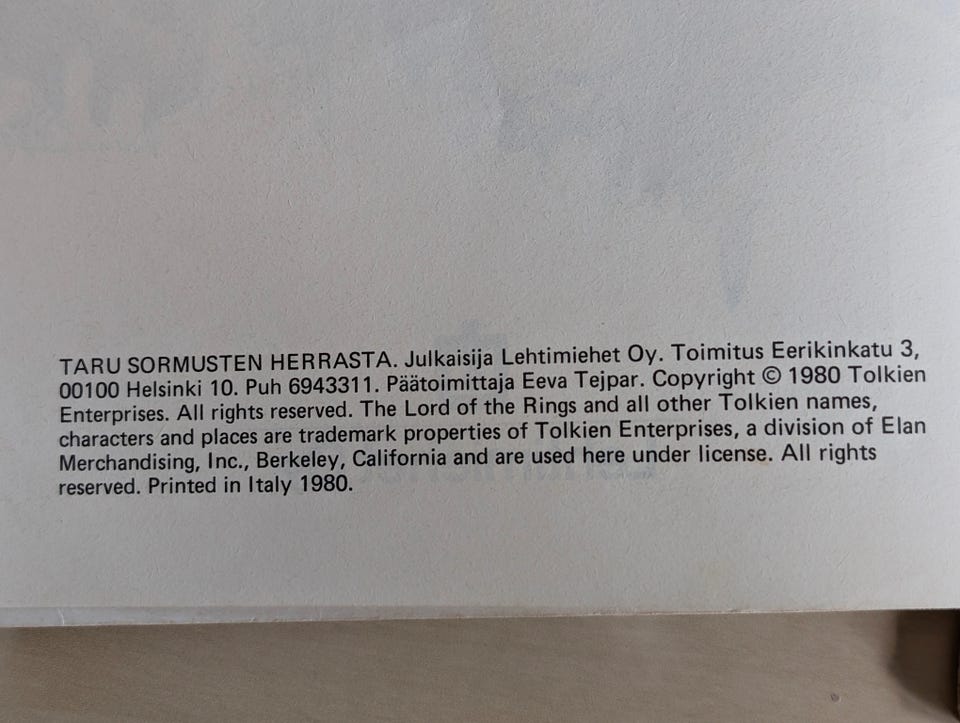 TARU SORMUSTEN HERRASTA. Julkaisija Lehtimiehet Oy. Toimitus Eerikinkatu 3,
00100 Helsinki 10. Puh 6943311. Päätoimittaja Eeva Tejpar. Copyright © 1980 Tolkien
Enterprises. All rights reserved. The Lord of the Rings and all other Tolkien names,
characters and places are trademark properties of Tolkien Enterprises, a division of Elan
Merchandising, Inc., Berkeley, California and are used here under license. All rights
reserved. Printed in Italy 1980.